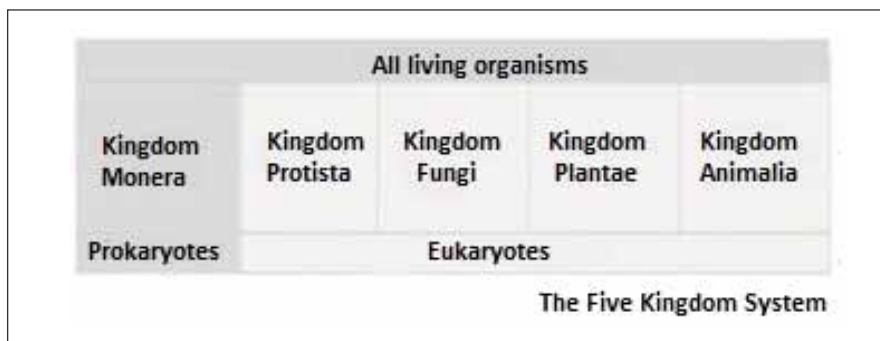 All living organisms
Kingdom
Monera
Kingdom
Protista
Kingdom
Fungi
Kingdom
Plantae
Kingdom
Animalia
Prokaryotes
Eukaryotes
The Five Kingdom System